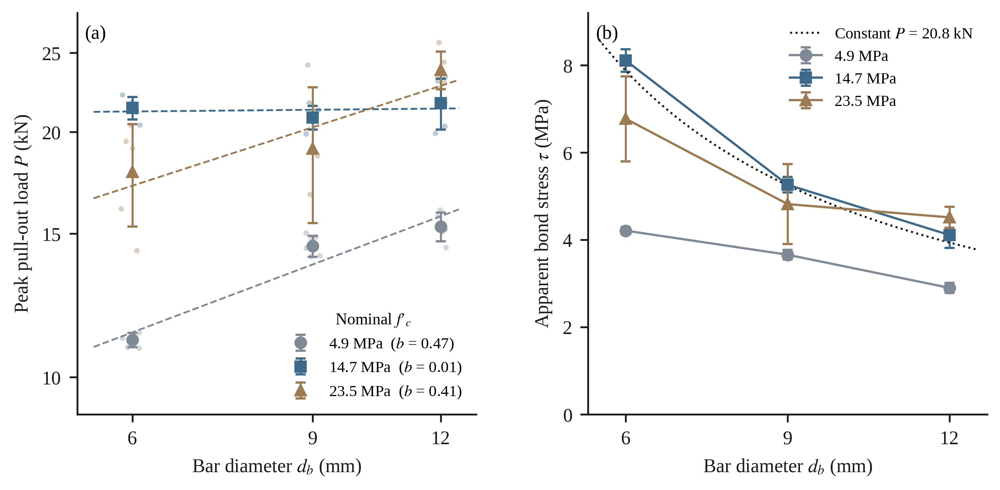 (a)
Peak pull-out load P (kN)
25
20
15
10
6
9
12
Bar diameter d_b (mm)
Nominal f′_c
4.9 MPa (b = 0.47)
14.7 MPa (b = 0.01)
23.5 MPa (b = 0.41)
(b)
Apparent bond stress τ (MPa)
8
6
4
2
0
6
9
12
Bar diameter d_b (mm)
Constant P = 20.8 kN
4.9 MPa
14.7 MPa
23.5 MPa